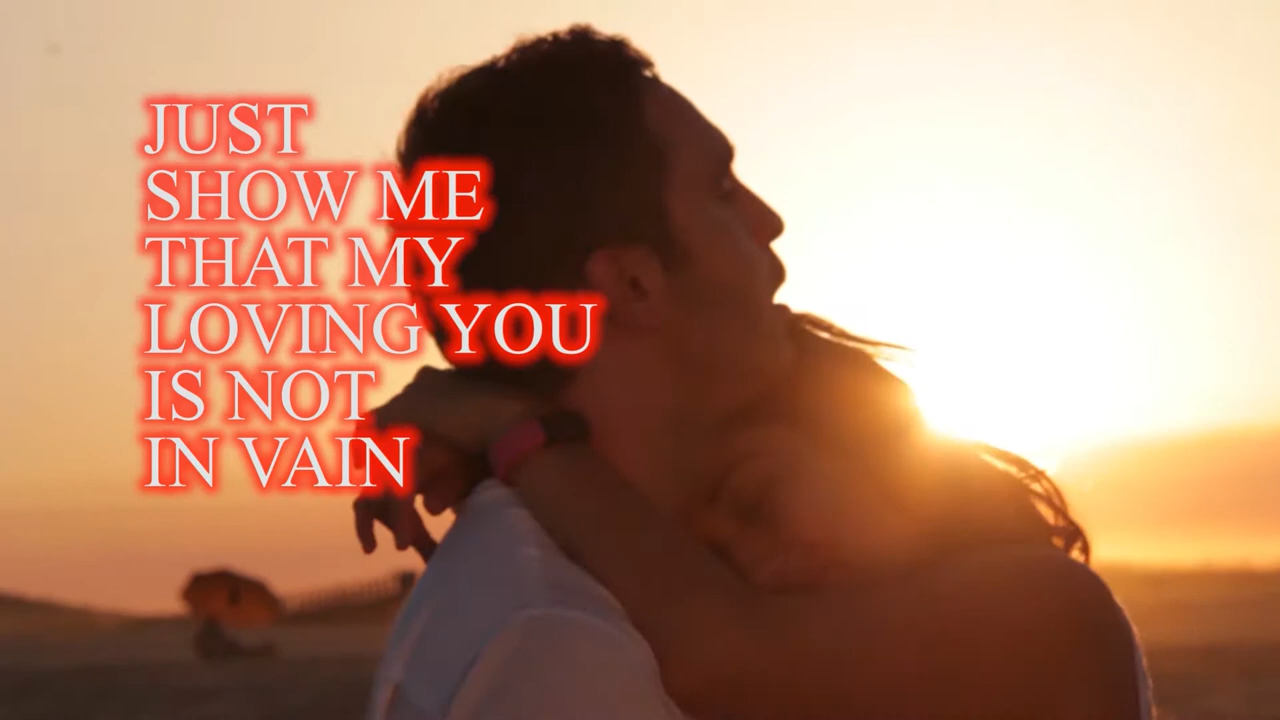 JUST
SHOW ME
THAT MY
LOVING YOU
IS NOT
IN VAIN